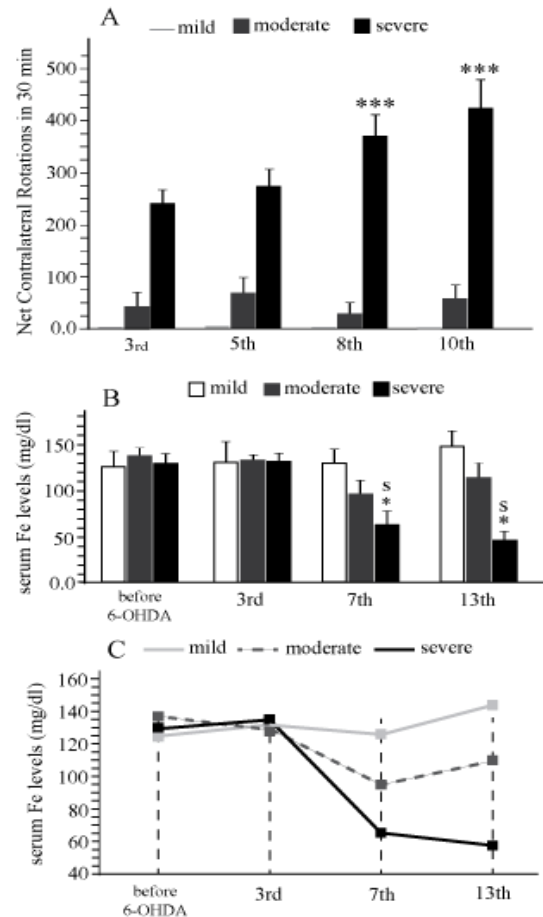 A
mild moderate severe
Net Contralateral Rotations in 30 min
500
400
300
200
100
0.0
*** ***
3rd 5th 8th 10th
B
mild moderate severe
serum Fe levels (mg/dl)
150
100
50
0.0
s s
* *
before
6-OHDA
3rd 7th 13th
C
mild moderate severe
serum Fe levels (mg/dl)
160
140
120
100
80
60
40
before
6-OHDA
3rd 7th 13th